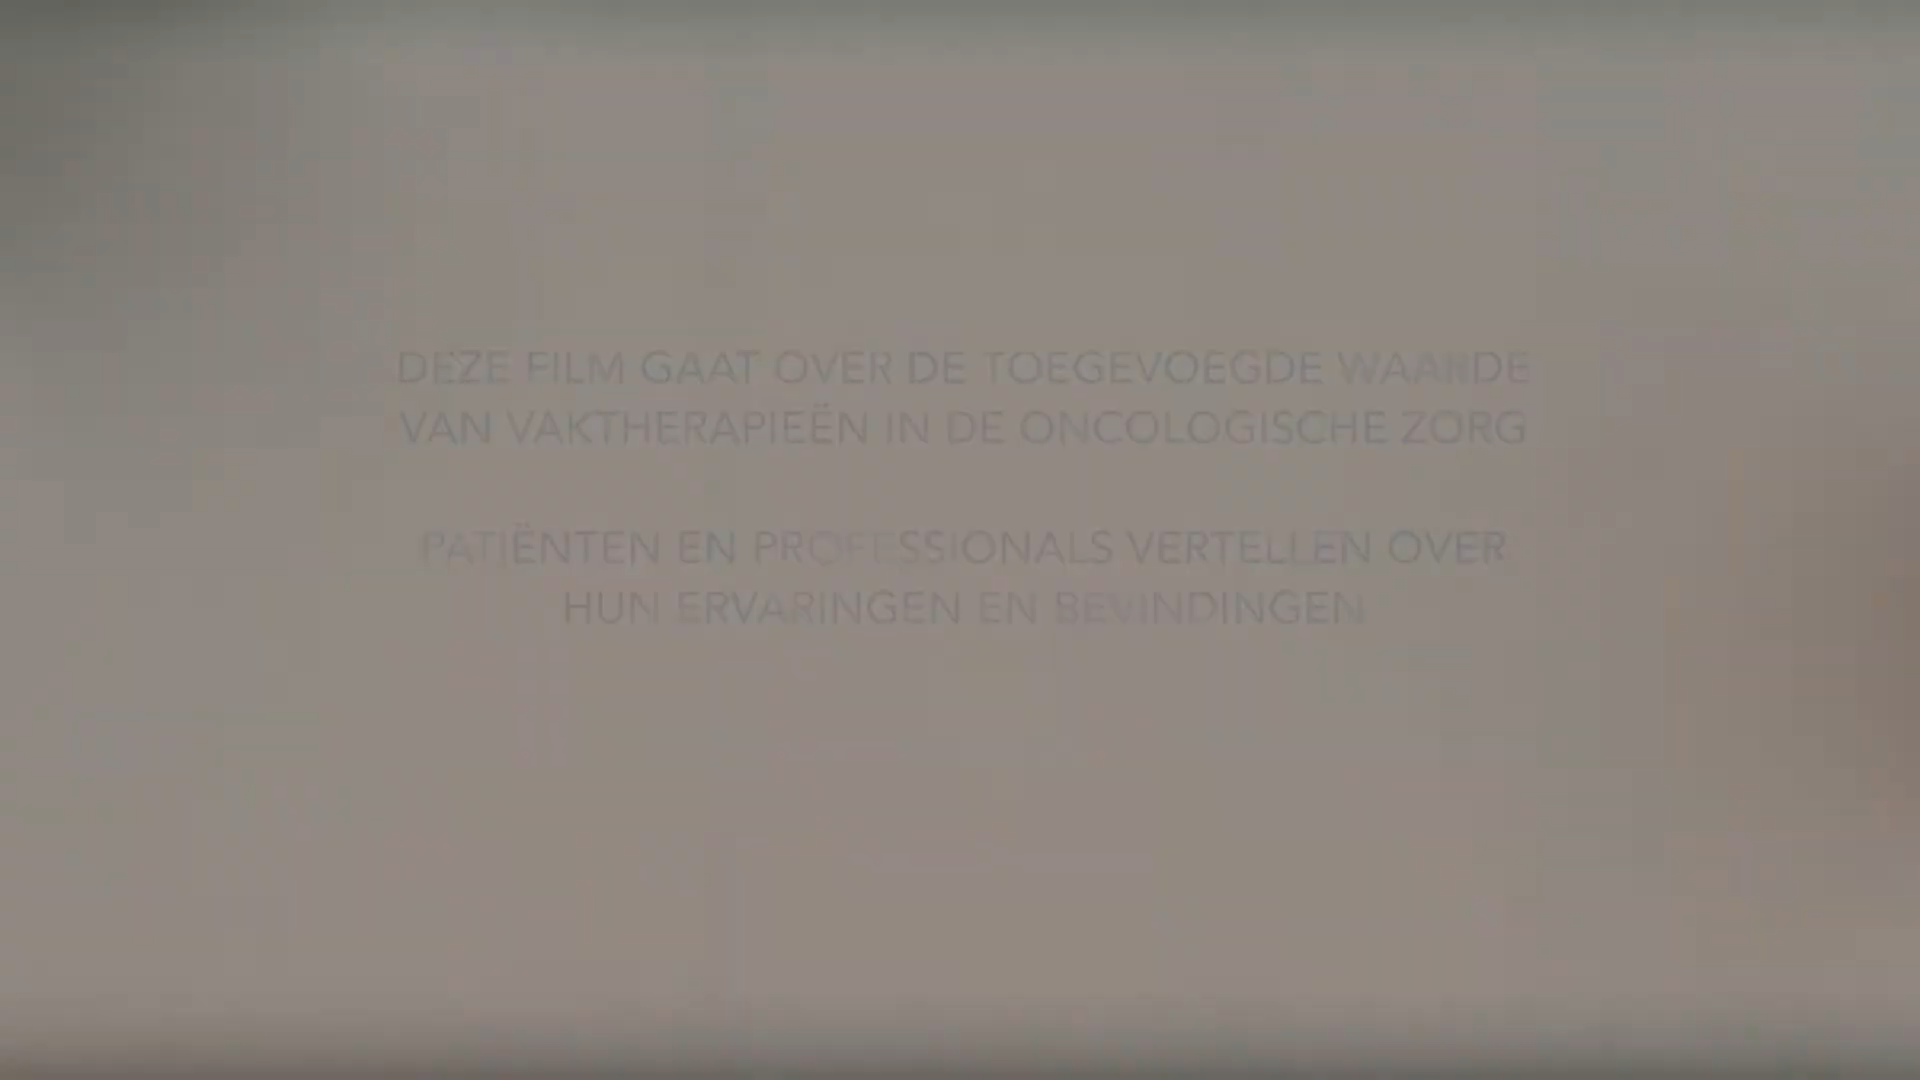 DEZE FILM GAAT OVER DE TOEGEVOEGDE WAARDE
VAN VAKTHERAPIEËN IN DE ONCOLOGISCHE ZORG
PATIËNTEN EN PROFESSIONALS VERTELLEN OVER
HUN ERVARINGEN EN BEVINDINGEN